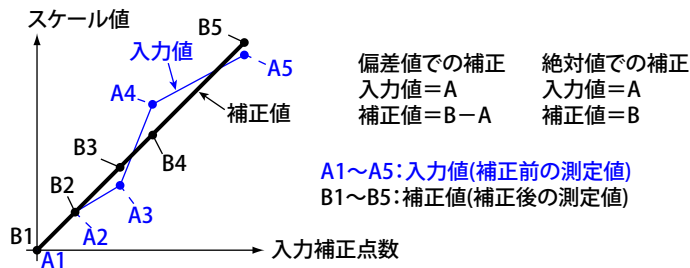 スケール値
B5
入力値
A5
A4
補正値
B3
B4
B2
A3
B1
A2
A1
入力補正点数
偏差値での補正
入力値＝A
補正値＝B－A
絶対値での補正
入力値＝A
補正値＝B
A1～A5：入力値(補正前の測定値)
B1～B5：補正値(補正後の測定値)